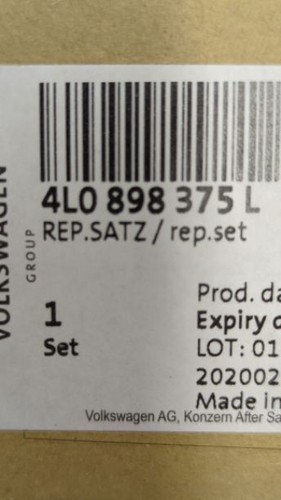 VOLKSWAGEN
GROUP
4L0 898 375 L
REP.SATZ / rep.set
1
Set
Prod. da
Expiry
LOT: 01
202002
Made in
Volkswagen AG, Konzern After Sa